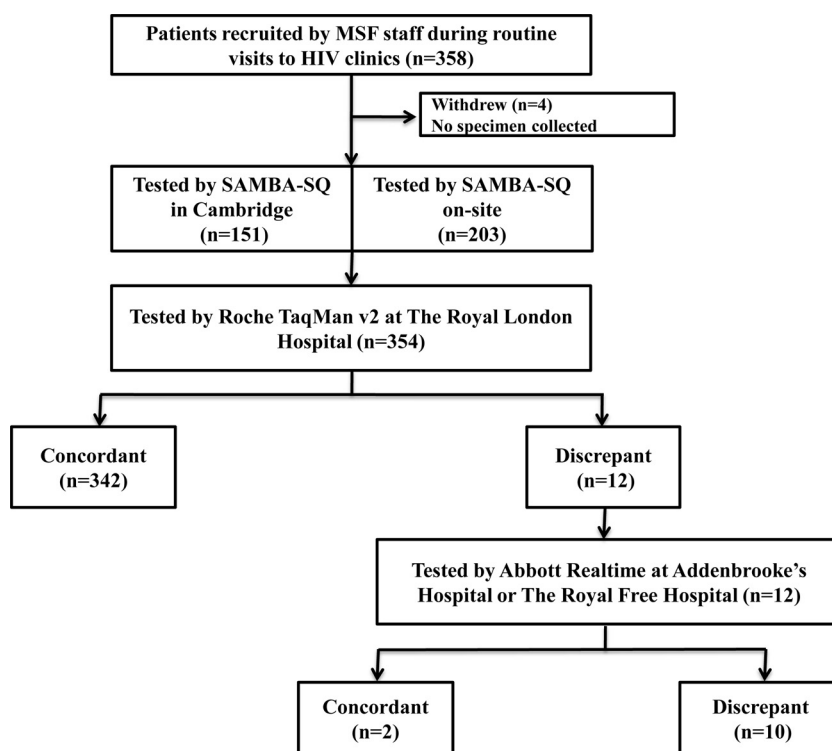 Patients recruited by MSF staff during routine
visits to HIV clinics (n=358)
Withdrew (n=4)
No specimen collected
Tested by SAMBA-SQ
in Cambridge
(n=151)
Tested by SAMBA-SQ
on-site
(n=203)
Tested by Roche TaqMan v2 at The Royal London
Hospital (n=354)
Concordant
(n=342)
Discrepant
(n=12)
Tested by Abbott Realtime at Addenbrooke’s
Hospital or The Royal Free Hospital (n=12)
Concordant
(n=2)
Discrepant
(n=10)